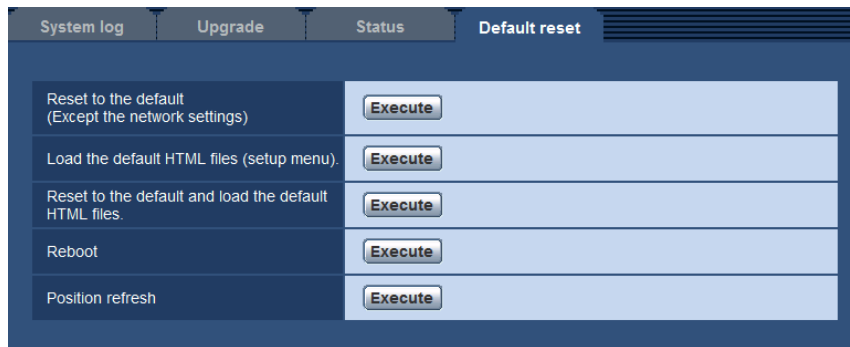 System log Upgrade Status Default reset
Reset to the default
(Except the network settings)
Execute
Load the default HTML files (setup menu).
Execute
Reset to the default and load the default
HTML files.
Execute
Reboot
Execute
Position refresh
Execute